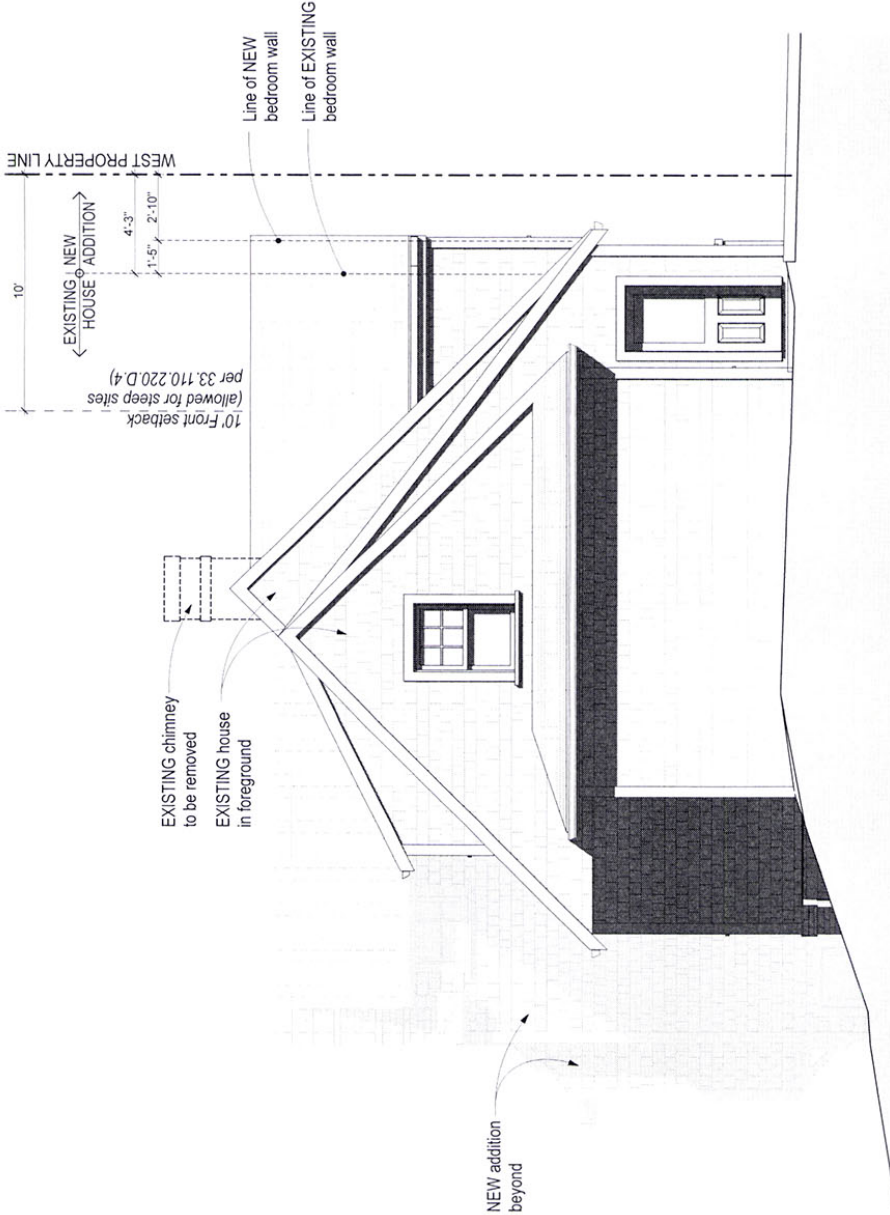 WEST PROPERTY LINE
10'
EXISTING NEW
HOUSE ADDITION
4'-3"
1'-5" 2'-10"
10' Front setback
(allowed for steep sites
per 33.110.220.D.4)
Line of NEW
bedroom wall
Line of EXISTING
bedroom wall
EXISTING chimney
to be removed
EXISTING house
in foreground
NEW addition
beyond